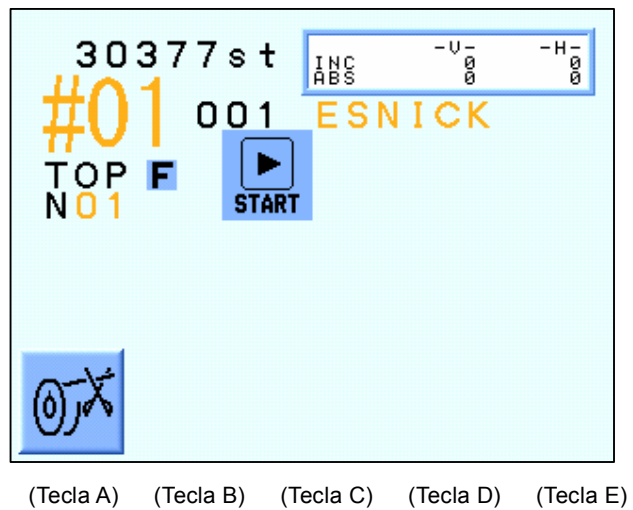 30377st
-V- -H-
INC 0 0
ABS 0 0
#01 001 ESNICK
TOP F
N01
START
(Tecla A) (Tecla B) (Tecla C) (Tecla D) (Tecla E)